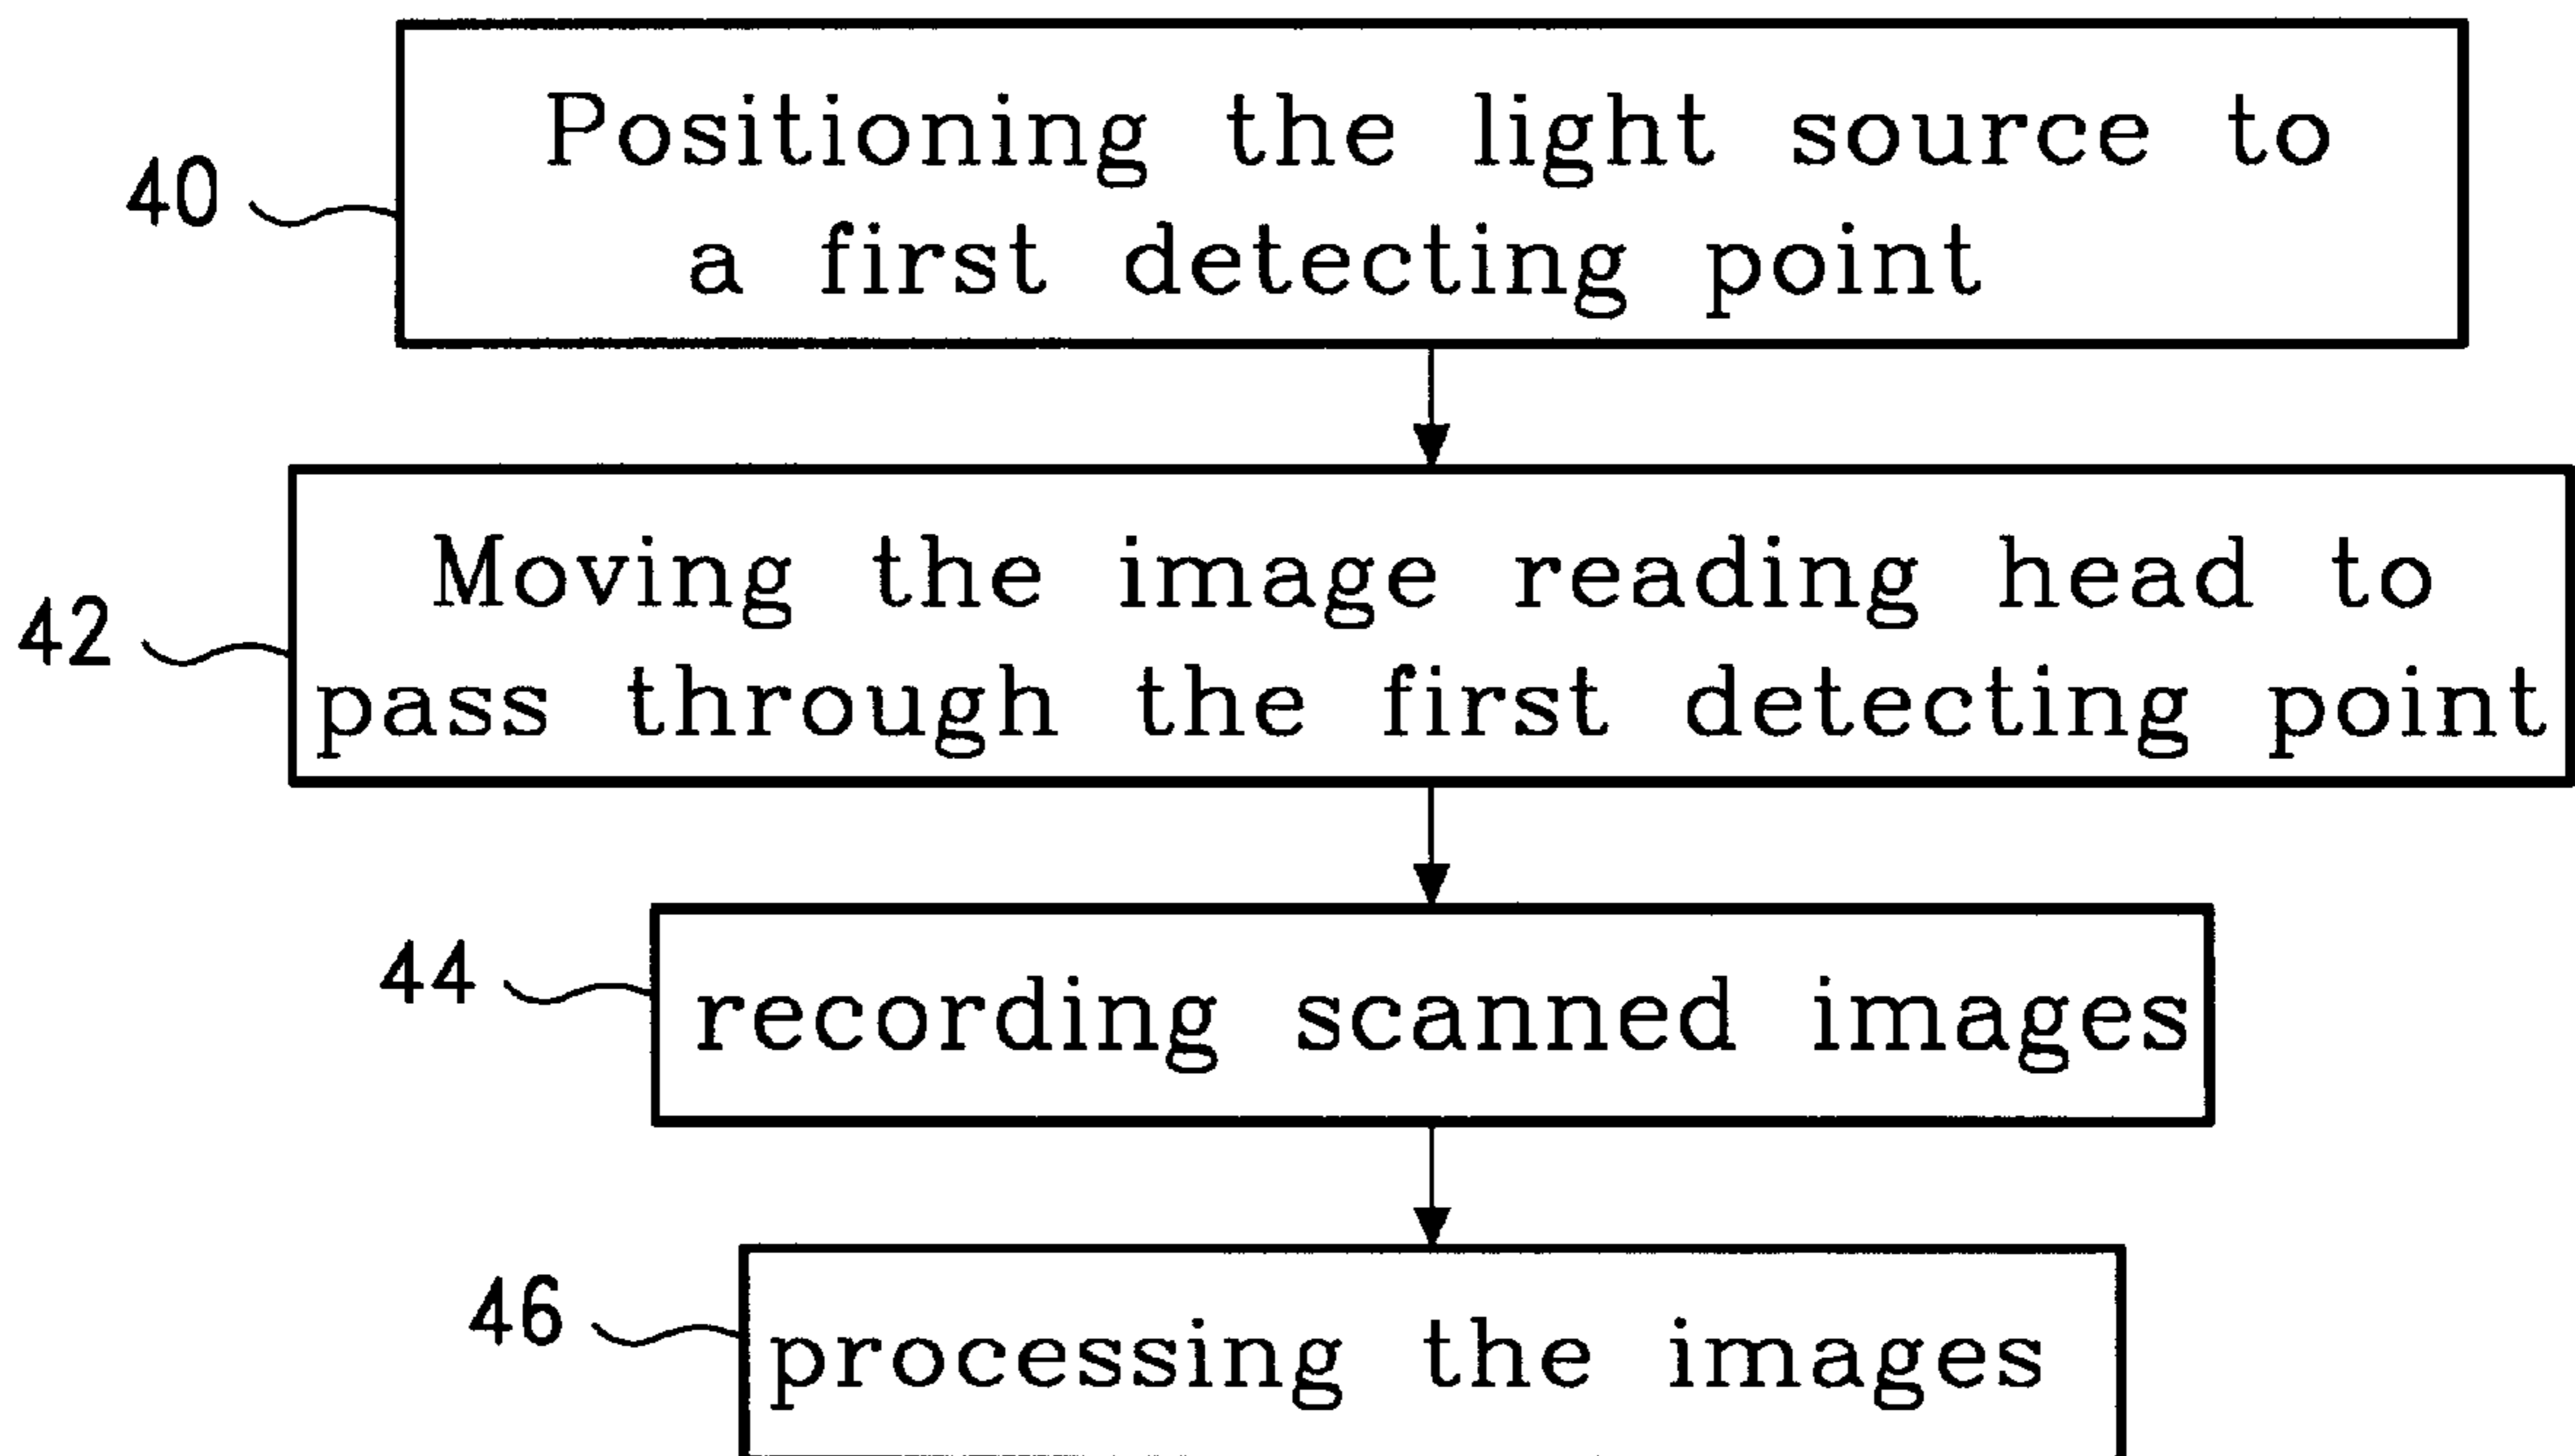 40
Positioning the light source to
a first detecting point
42
Moving the image reading head to
pass through the first detecting point
44
recording scanned images
46
processing the images